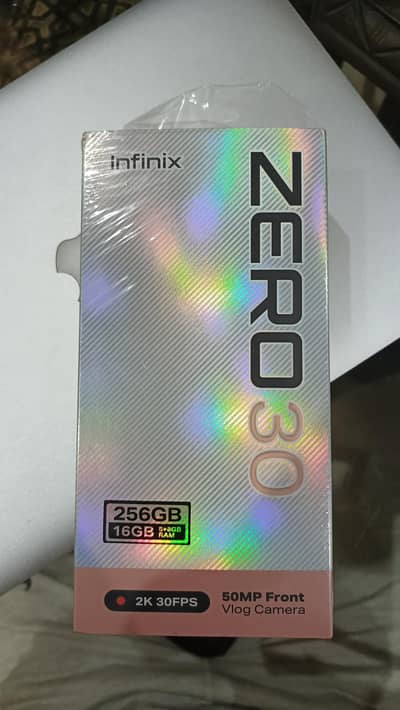 infinix
ZERO 30
256GB
16GB 8+8GB RAM
2K 30FPS
50MP Front
Vlog Camera